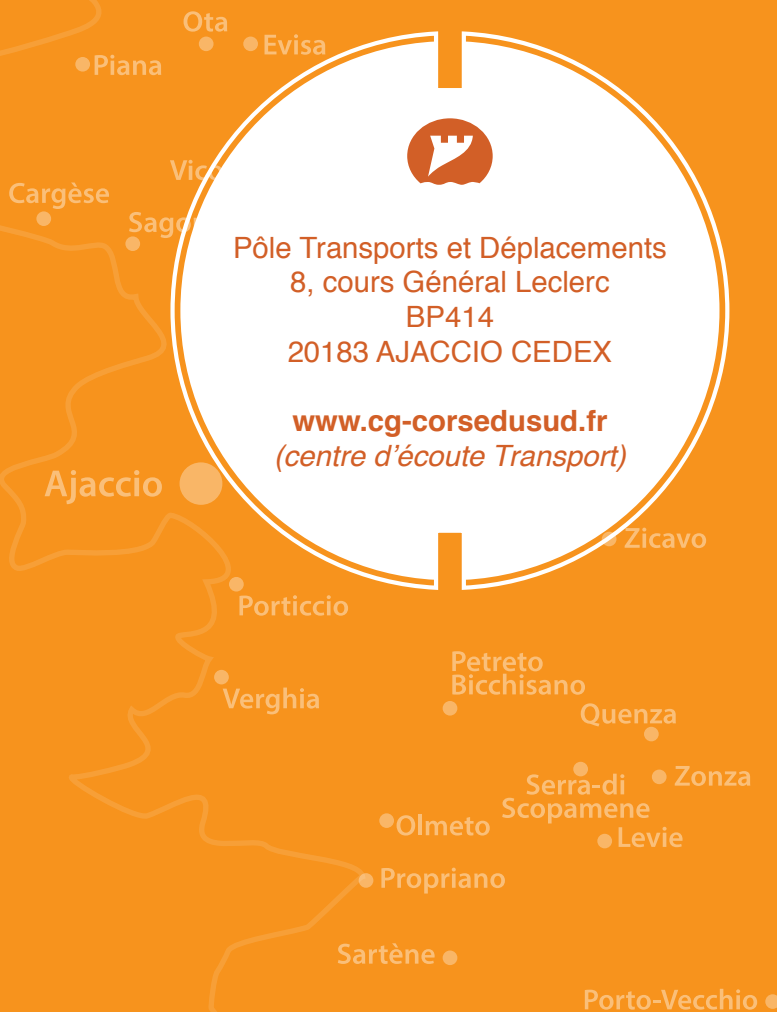 Ota
Evisa
Piana
Cargèse
Pôle Transports et Déplacements
8, cours Général Leclerc
BP414
20183 AJACCIO CEDEX
www.cg-corsedusud.fr
(centre d'écoute Transport)
Ajaccio
Zicavo
Porticcio
Petreto
Bicchisano
Verghia
Quenza
Zonza
Serra-di
Scopamene
Olmeto
Levie
Propriano
Sartène
Porto-Vecchio